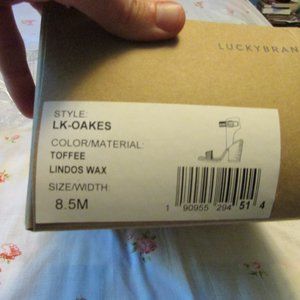 LUCKYBRAN
STYLE:
LK-OAKES
COLOR/MATERIAL:
TOFFEE
LINDOS WAX
SIZE/WIDTH:
8.5M
1 90955 294 51 4